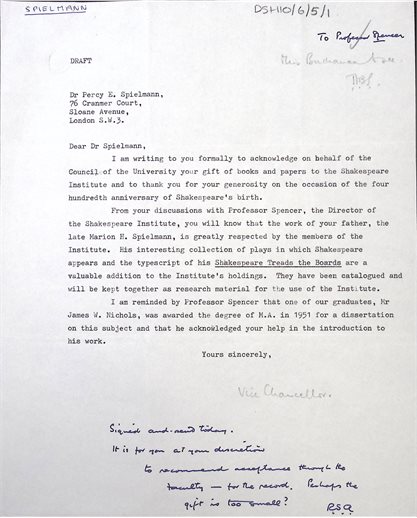 SPIELMANN
DSH10/6/5/1
To Professor Spencer
DRAFT
Miss Buchanan to see
Dr Percy E. Spielmann,
76 Cranmer Court,
Sloane Avenue,
London S.W.3.
Dear Dr Spielmann,
I am writing to you formally to acknowledge on behalf of the
Council of the University your gift of books and papers to the Shakespeare
Institute and to thank you for your generosity on the occasion of the four
hundredth anniversary of Shakespeare's birth.
From your discussions with Professor Spencer, the Director of
the Shakespeare Institute, you will know that the work of your father, the
late Marion H. Spielmann, is greatly respected by the members of the
Institute. His interesting collection of plays in which Shakespeare
appears and the typescript of his Shakespeare Treads the Boards are a
valuable addition to the Institute's holdings. They have been catalogued and
will be kept together as research material for the use of the Institute.
I am reminded by Professor Spencer that one of our graduates, Mr
James W. Nichols, was awarded the degree of M.A. in 1951 for a dissertation
on this subject and that he acknowledged your help in the introduction to
his work.
Yours sincerely,
Vice Chancellor.
Signed and sent today.
It is for you at your discretion
to recommend acceptance through the
Faculty — for the record. Perhaps the
gift is too small?
R.S.A